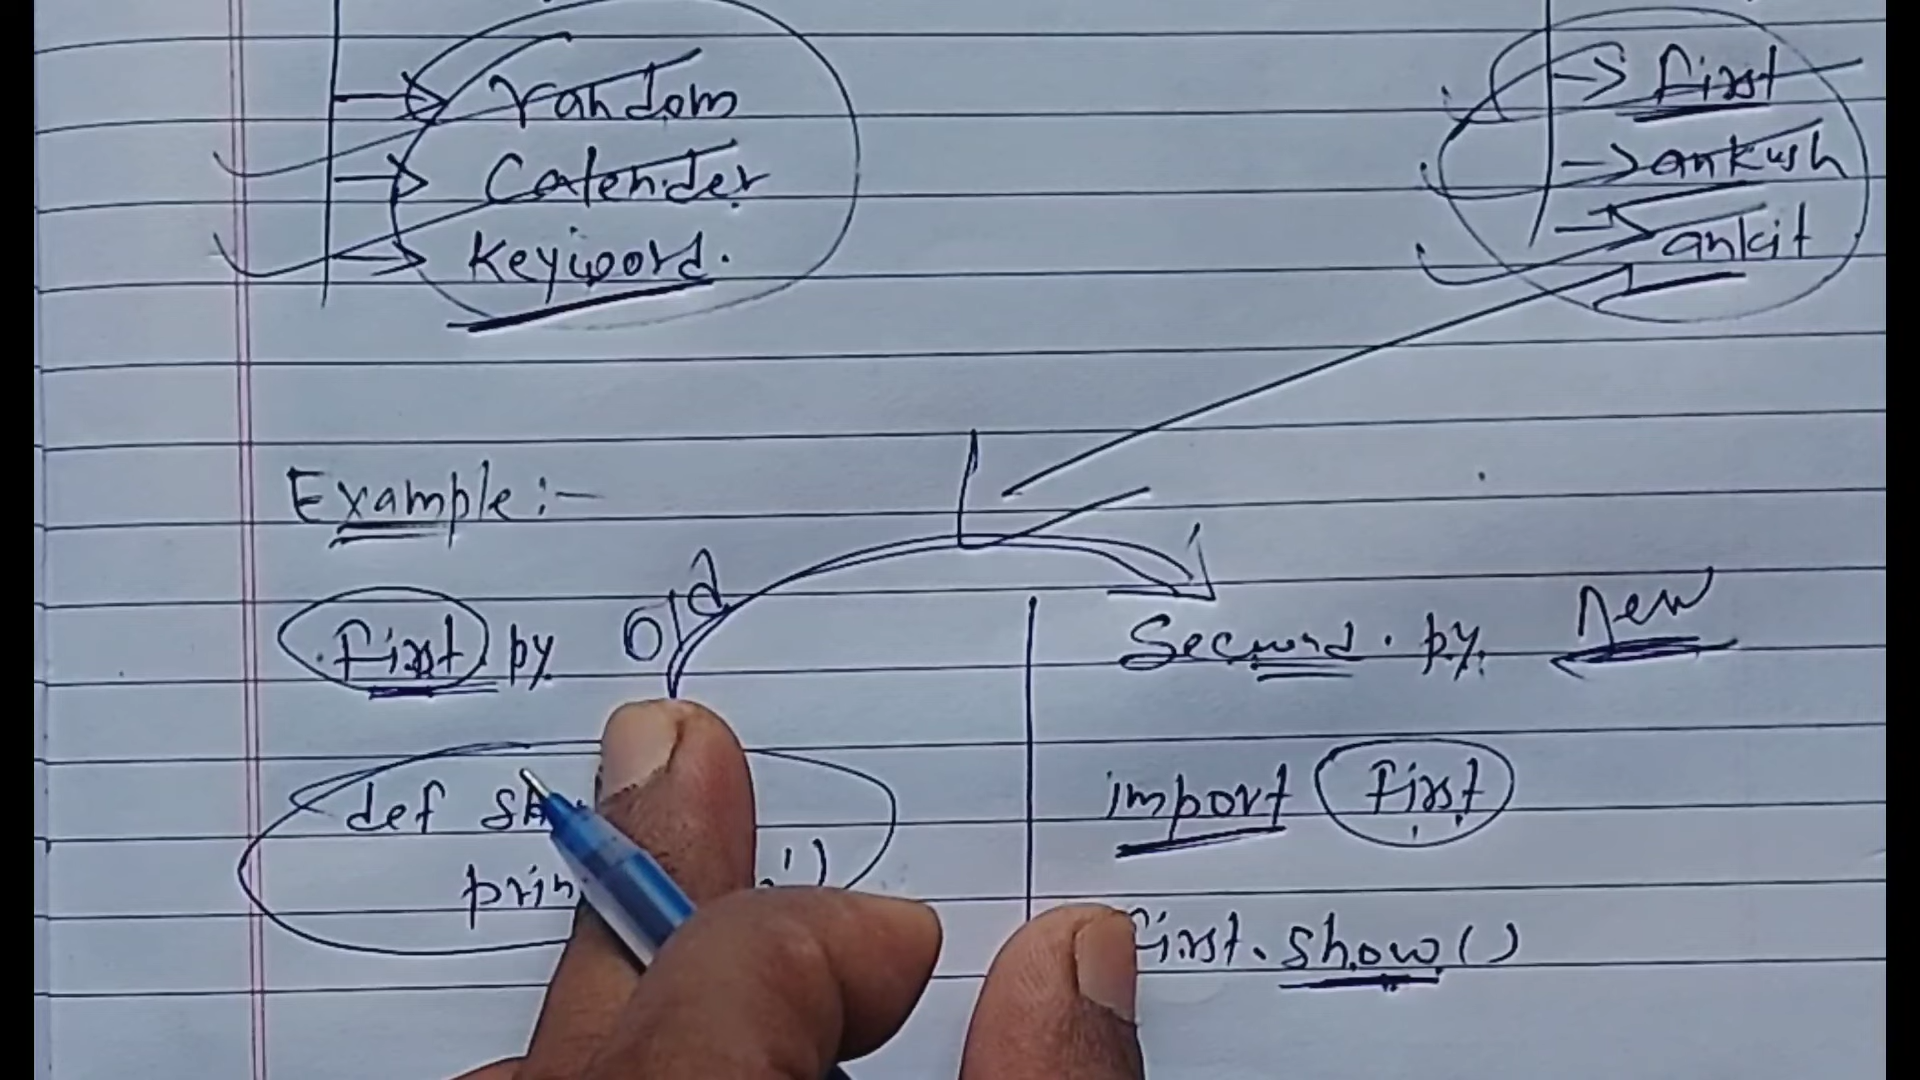 random
Calender
Keyword.
first
ankush
ankit
Example:-
First.py
old
Second.py.
new
def sh
prin ')
import First
first.show()